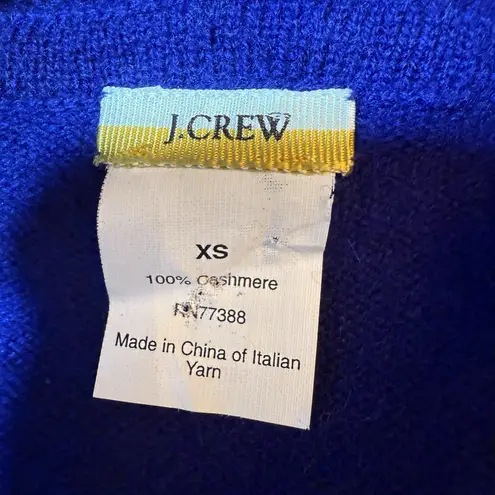 J.CREW
XS
100% Cashmere
RN77388
Made in China of Italian
Yarn